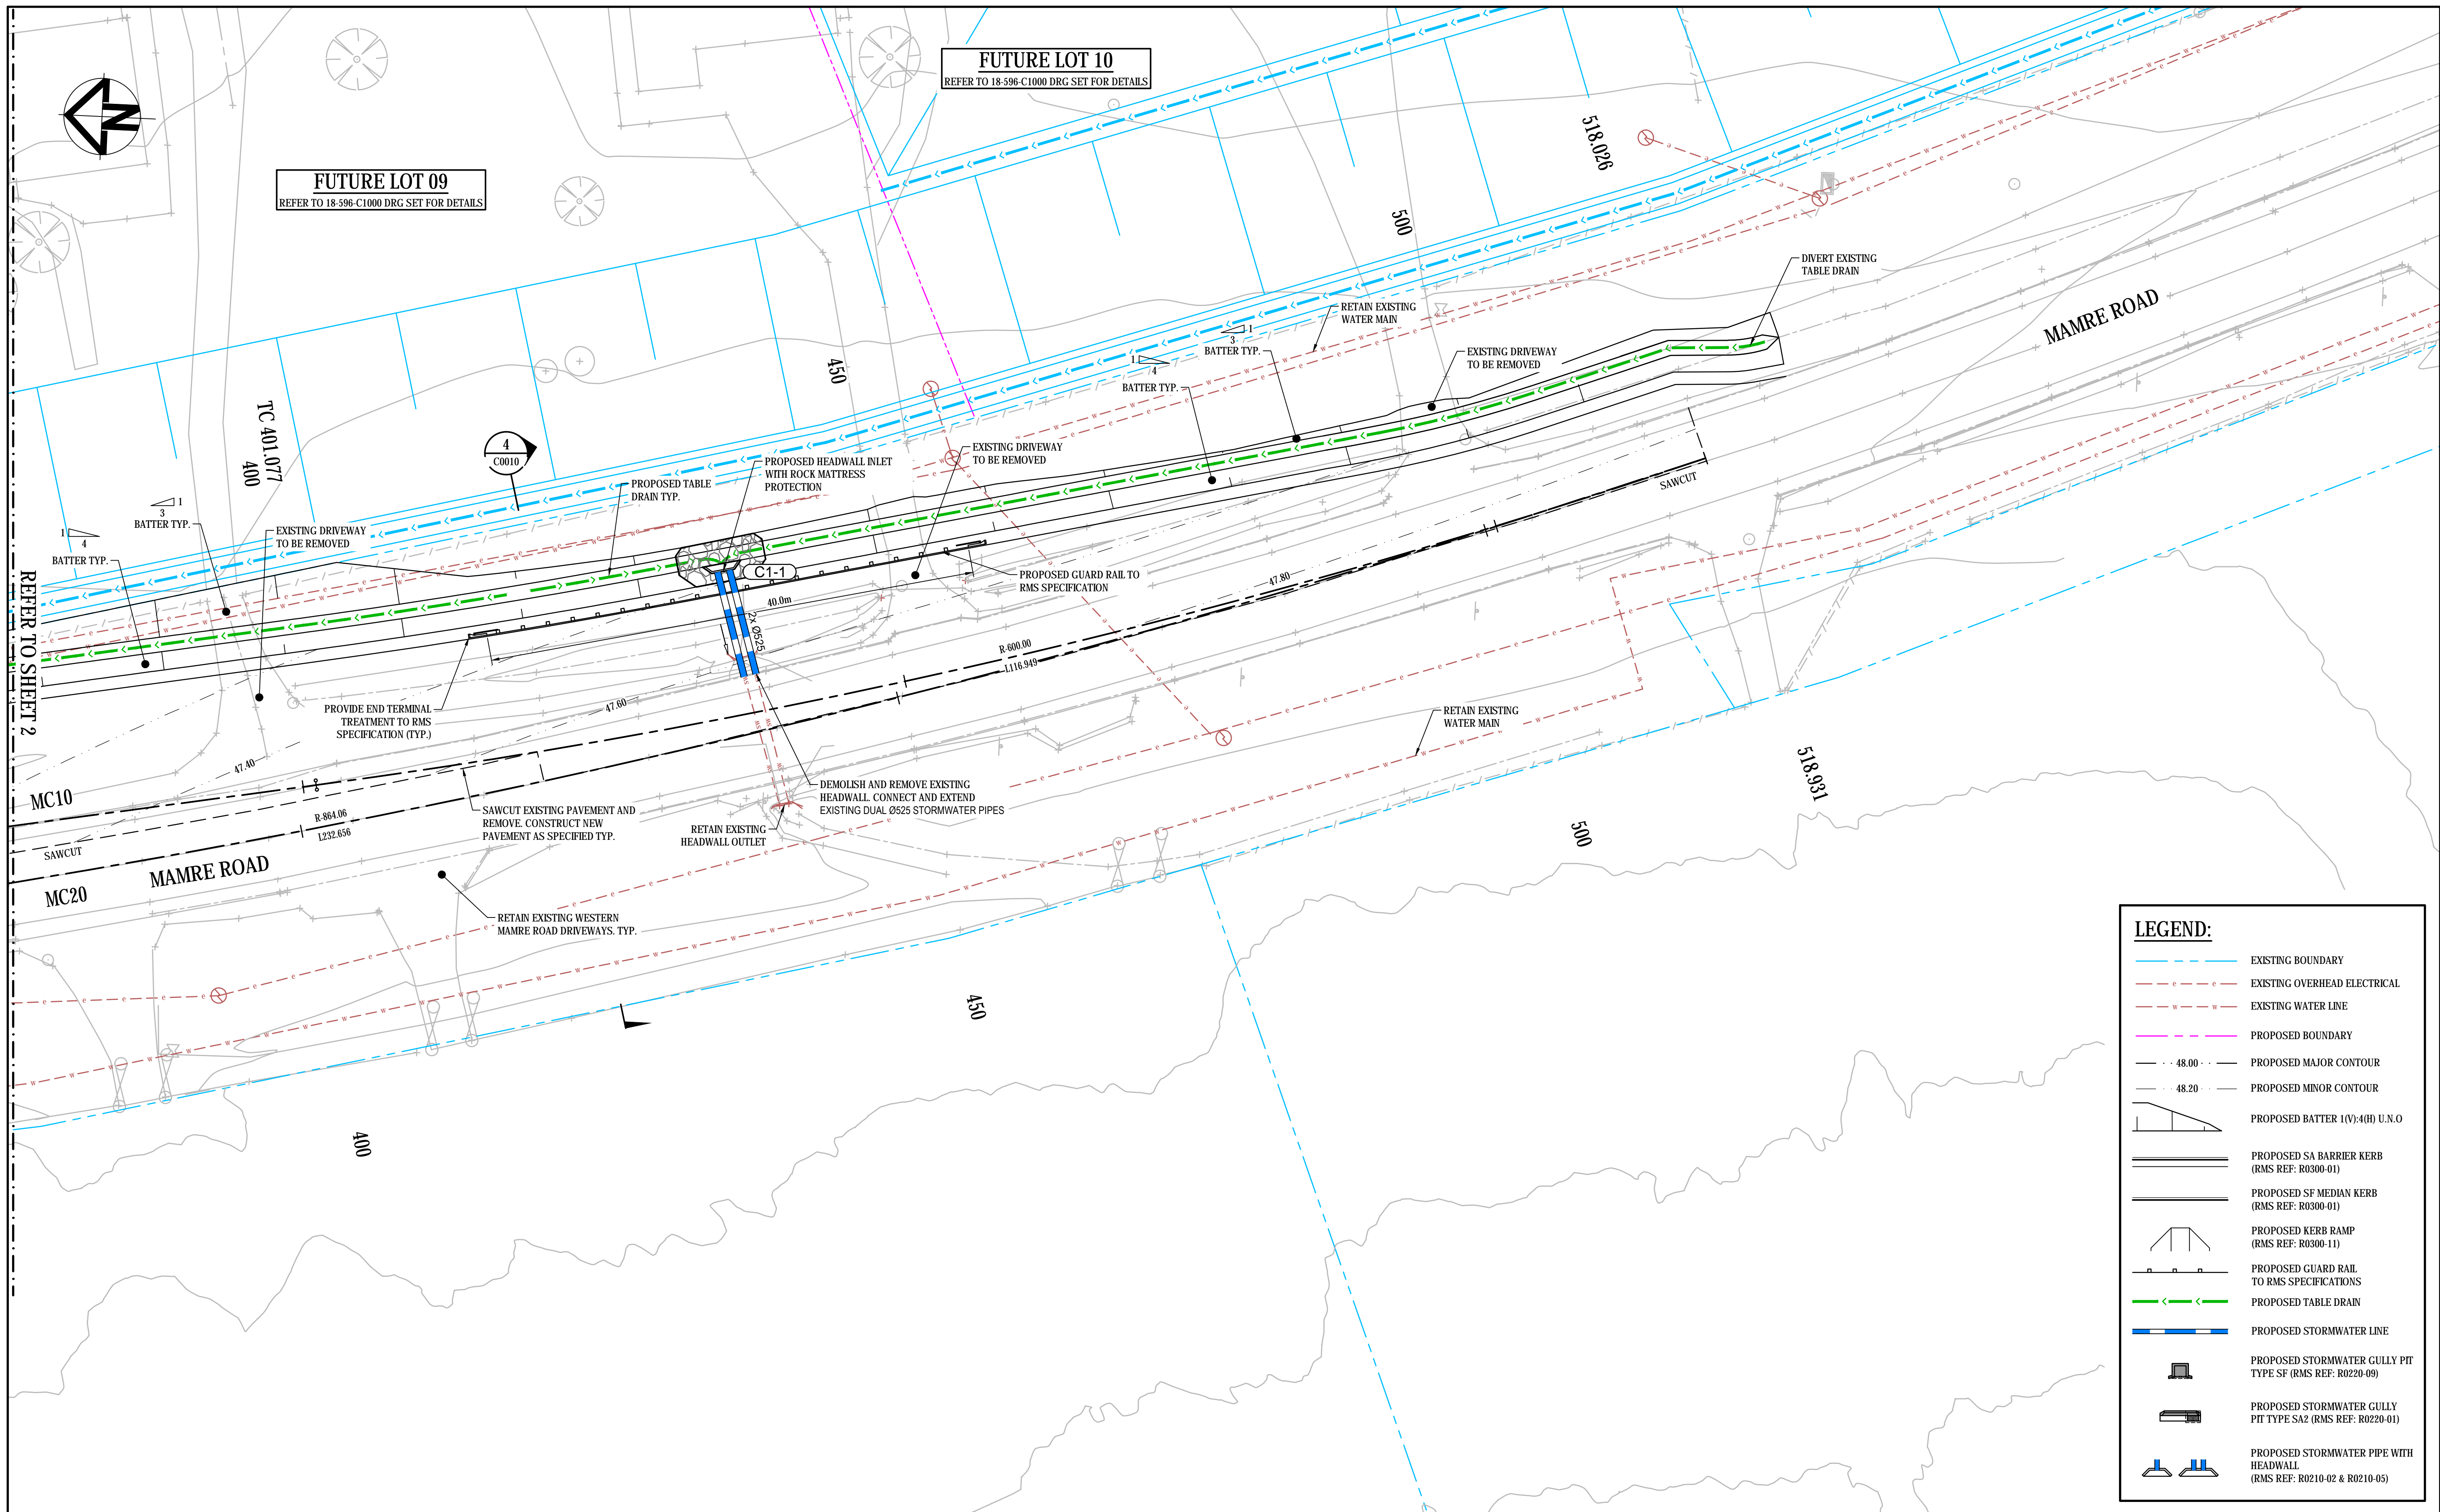 FUTURE LOT 10
REFER TO 18-596-C1000 DRG SET FOR DETAILS
N
FUTURE LOT 09
REFER TO 18-596-C1000 DRG SET FOR DETAILS
518.026
500
450
TC 401.077
400
DIVERT EXISTING
TABLE DRAIN
MAMRE ROAD
RETAIN EXISTING
WATER MAIN
1
3
BATTER TYP.
1
4
BATTER TYP.
EXISTING DRIVEWAY
TO BE REMOVED
4
C0010
PROPOSED HEADWALL INLET
WITH ROCK MATTRESS
PROTECTION
EXISTING DRIVEWAY
TO BE REMOVED
PROPOSED TABLE
DRAIN TYP.
SAWCUT
1
3
BATTER TYP.
1
4
BATTER TYP.
EXISTING DRIVEWAY
TO BE REMOVED
C1-1
PROPOSED GUARD RAIL TO
RMS SPECIFICATION
47.80
40.0m
2x Ø525
REFER TO SHEET 2
R-600.00
L116.949
PROVIDE END TERMINAL
TREATMENT TO RMS
SPECIFICATION (TYP.)
47.60
47.40
RETAIN EXISTING
WATER MAIN
518.931
MC10
DEMOLISH AND REMOVE EXISTING
HEADWALL. CONNECT AND EXTEND
EXISTING DUAL Ø525 STORMWATER PIPES
SAWCUT EXISTING PAVEMENT AND
REMOVE. CONSTRUCT NEW
PAVEMENT AS SPECIFIED TYP.
RETAIN EXISTING
HEADWALL OUTLET
R-864.06
L232.656
SAWCUT
MAMRE ROAD
MC20
500
RETAIN EXISTING WESTERN
MAMRE ROAD DRIVEWAYS. TYP.
450
400
LEGEND:
EXISTING BOUNDARY
e e EXISTING OVERHEAD ELECTRICAL
w w EXISTING WATER LINE
PROPOSED BOUNDARY
48.00 PROPOSED MAJOR CONTOUR
48.20 PROPOSED MINOR CONTOUR
PROPOSED BATTER 1(V):4(H) U.N.O
PROPOSED SA BARRIER KERB
(RMS REF: R0300-01)
PROPOSED SF MEDIAN KERB
(RMS REF: R0300-01)
PROPOSED KERB RAMP
(RMS REF: R0300-11)
PROPOSED GUARD RAIL
TO RMS SPECIFICATIONS
PROPOSED TABLE DRAIN
PROPOSED STORMWATER LINE
PROPOSED STORMWATER GULLY PIT
TYPE SF (RMS REF: R0220-09)
PROPOSED STORMWATER GULLY
PIT TYPE SA2 (RMS REF: R0220-01)
PROPOSED STORMWATER PIPE WITH
HEADWALL
(RMS REF: R0210-02 & R0210-05)